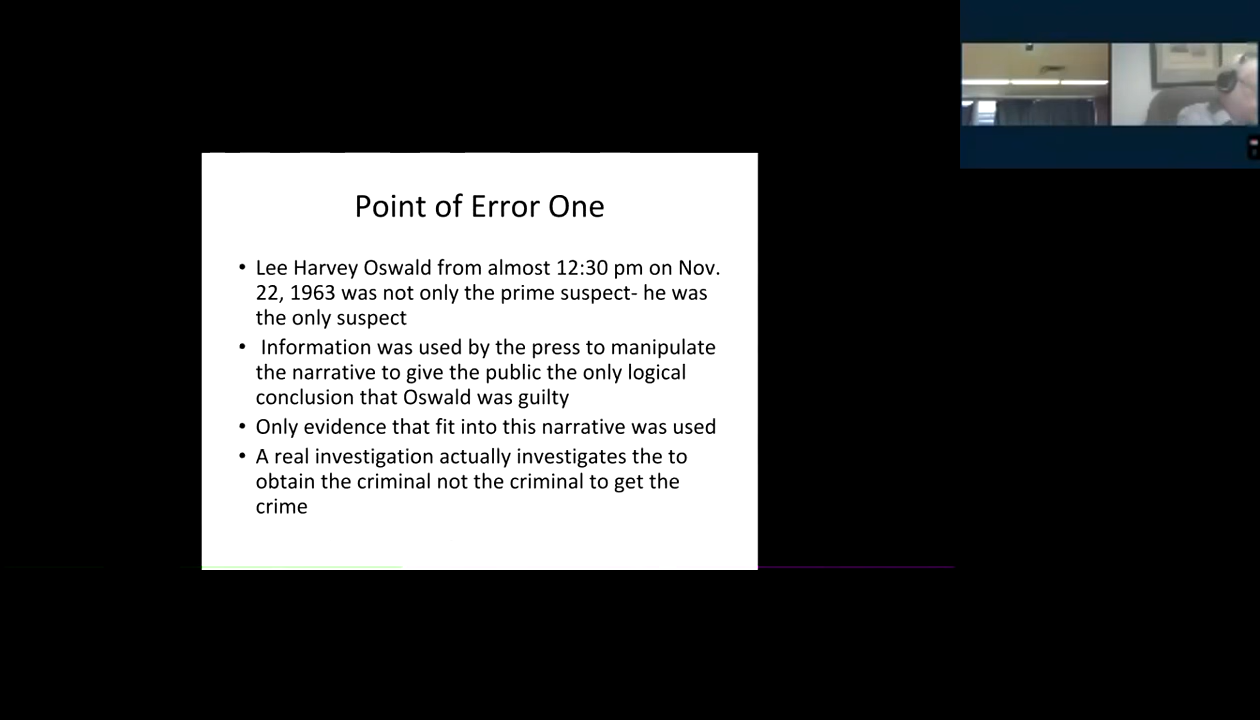 Point of Error One
• Lee Harvey Oswald from almost 12:30 pm on Nov.
22, 1963 was not only the prime suspect- he was
the only suspect
• Information was used by the press to manipulate
the narrative to give the public the only logical
conclusion that Oswald was guilty
• Only evidence that fit into this narrative was used
• A real investigation actually investigates the to
obtain the criminal not the criminal to get the
crime